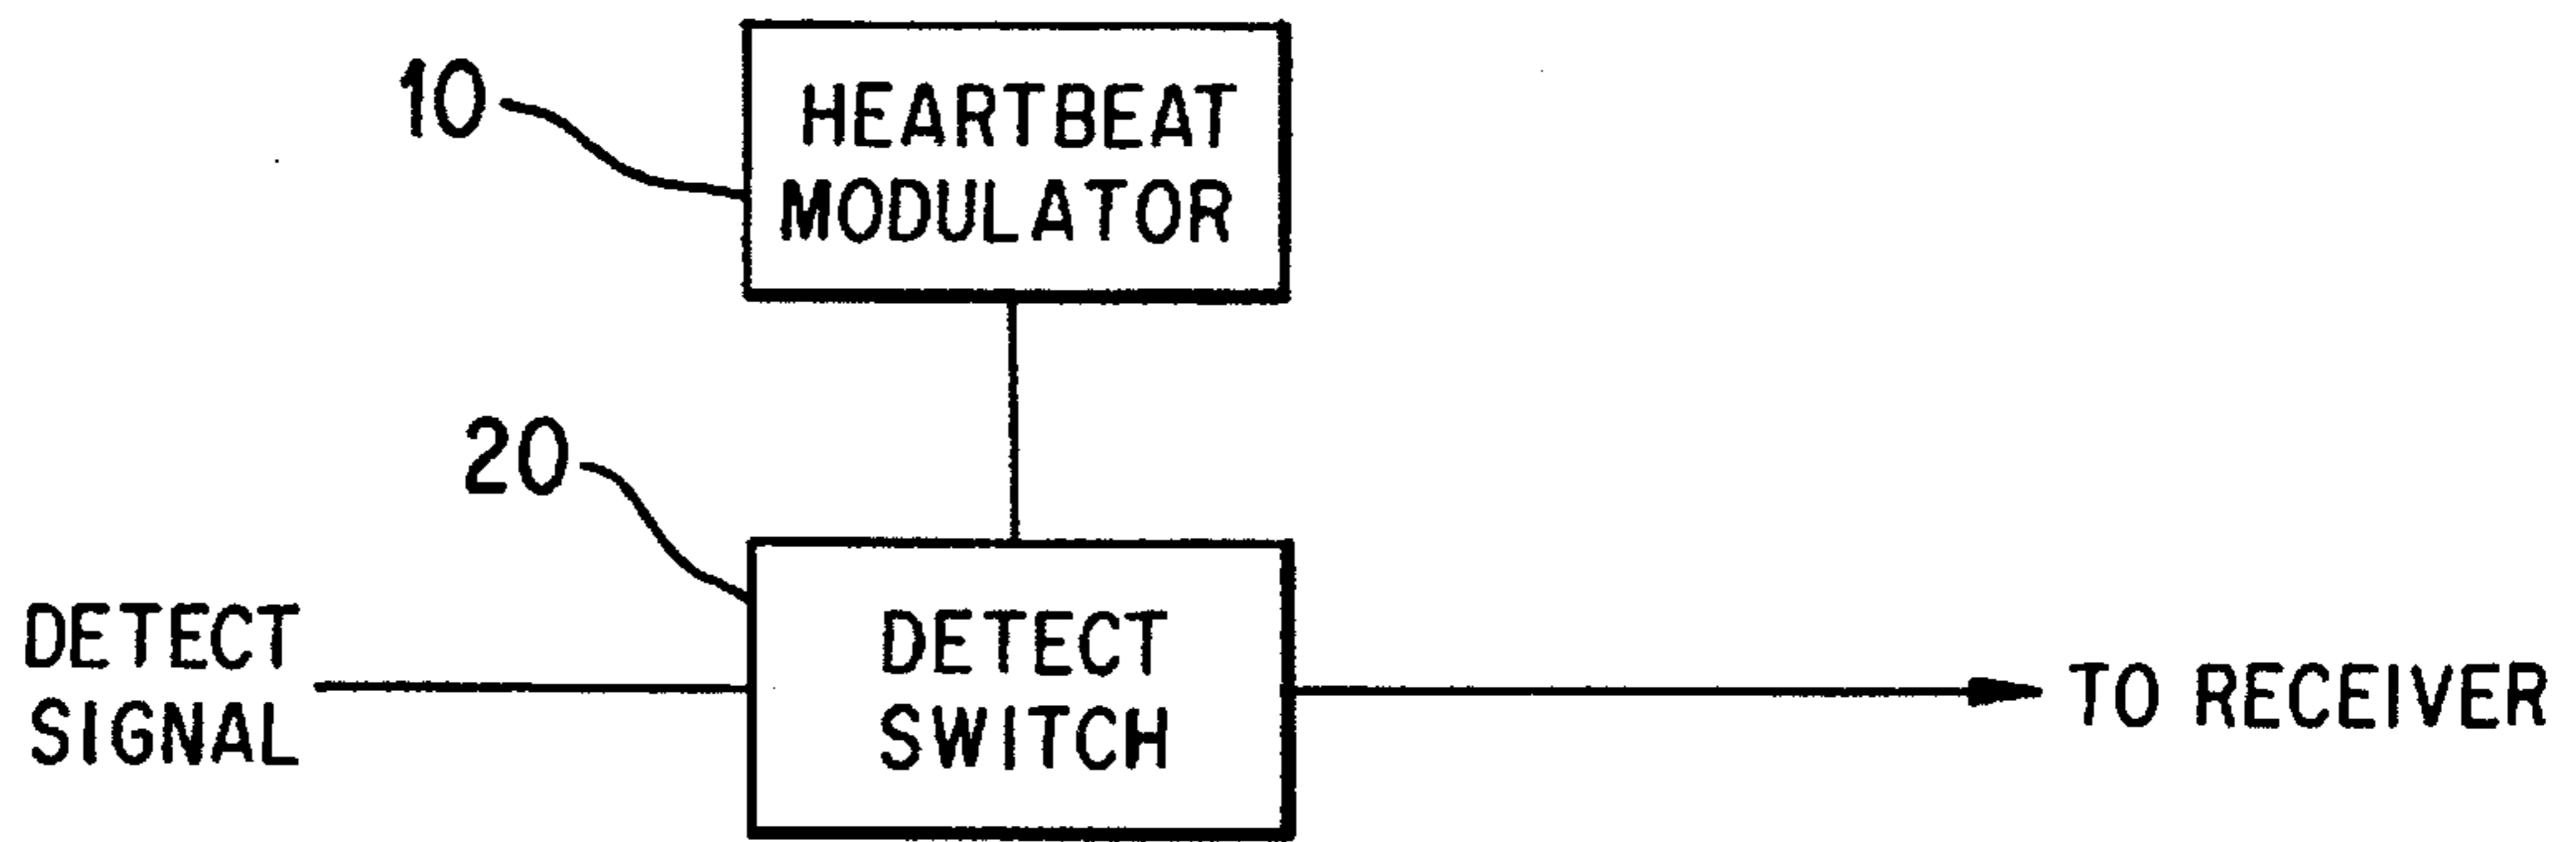 10
HEARTBEAT
MODULATOR
20
DETECT
SIGNAL
DETECT
SWITCH
TO RECEIVER